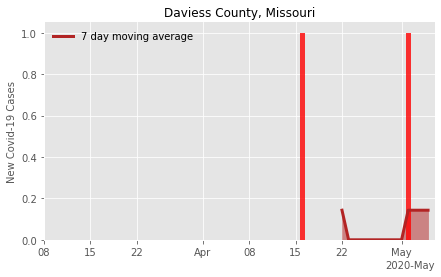 Daviess County, Missouri
7 day moving average
New Covid-19 Cases
1.0
0.8
0.6
0.4
0.2
0.0
08 15 22 Apr 08 15 22 May
2020-May